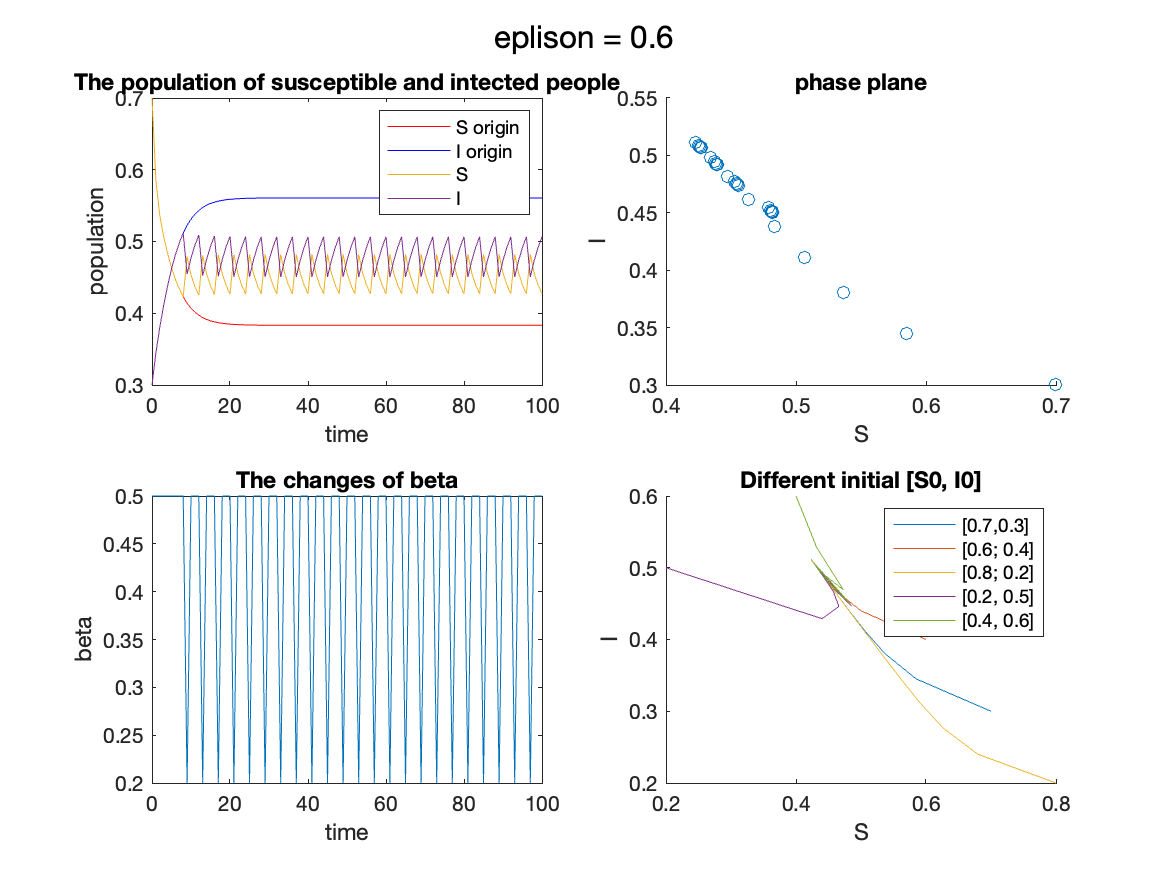 eplison = 0.6
The population of susceptible and intected people
0.7
0.6
0.5
0.4
0.3
population
0
20
40
60
80
100
time
S origin
I origin
S
I
phase plane
0.55
0.5
0.45
0.4
0.35
0.3
I
0.4
0.5
0.6
0.7
S
The changes of beta
0.5
0.45
0.4
0.35
0.3
0.25
0.2
beta
0
20
40
60
80
100
time
Different initial [S0, I0]
0.6
0.5
0.4
0.3
0.2
I
0.2
0.4
0.6
0.8
S
[0.7,0.3]
[0.6; 0.4]
[0.8; 0.2]
[0.2, 0.5]
[0.4, 0.6]